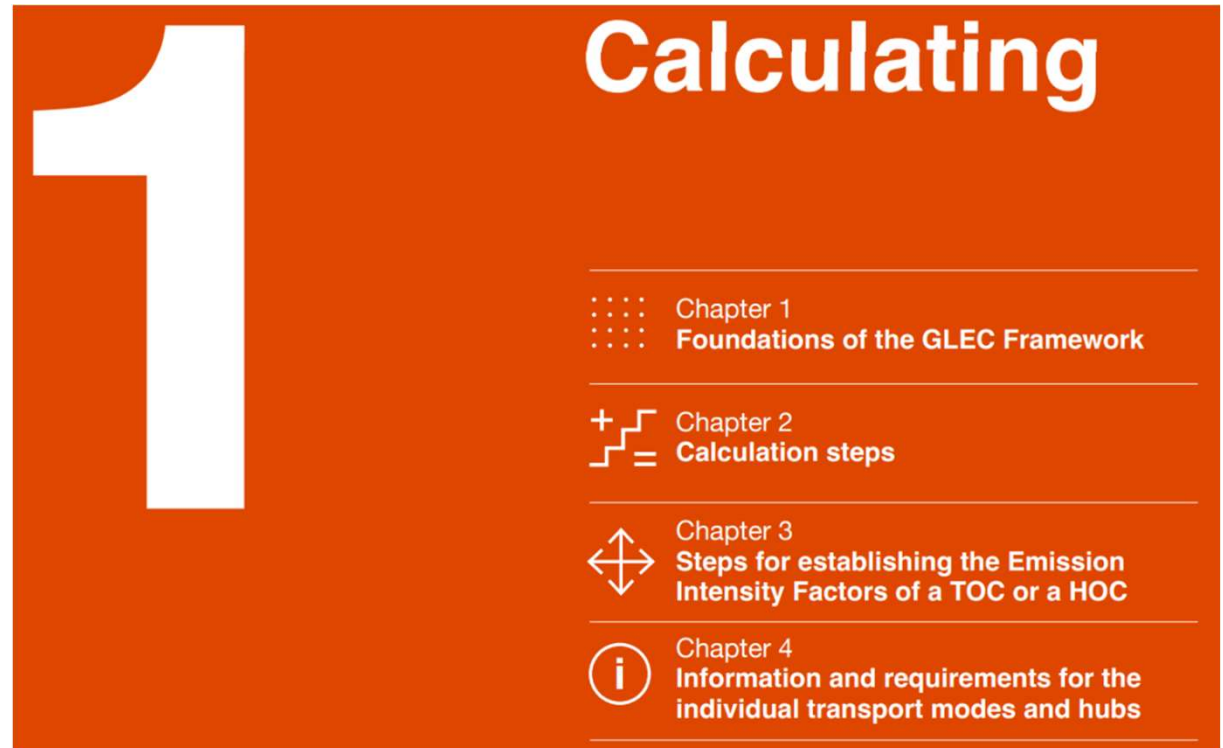 1
Calculating
Chapter 1
Foundations of the GLEC Framework
Chapter 2
Calculation steps
Chapter 3
Steps for establishing the Emission
Intensity Factors of a TOC or a HOC
Chapter 4
Information and requirements for the
individual transport modes and hubs